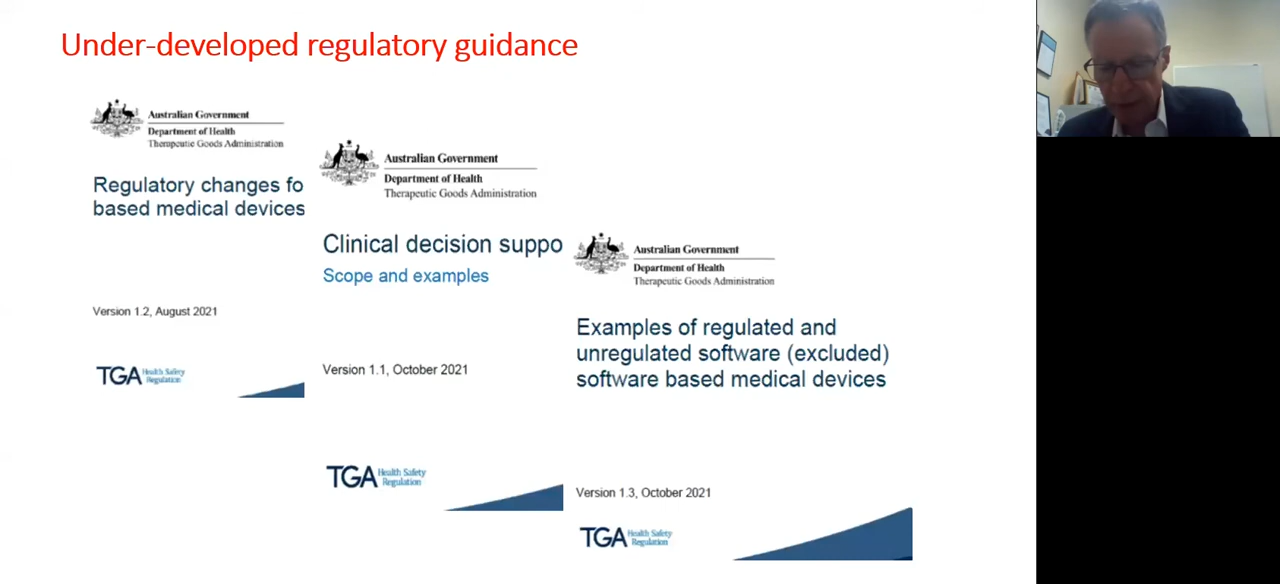 Under-developed regulatory guidance
Australian Government
Department of Health
Therapeutic Goods Administration
Regulatory changes fo
based medical devices
Version 1.2, August 2021
TGA Health Safety
Regulation
Australian Government
Department of Health
Therapeutic Goods Administration
Clinical decision suppo
Scope and examples
Version 1.1, October 2021
TGA Health Safety
Regulation
Australian Government
Department of Health
Therapeutic Goods Administration
Examples of regulated and
unregulated software (excluded)
software based medical devices
Version 1.3, October 2021
TGA Health Safety
Regulation